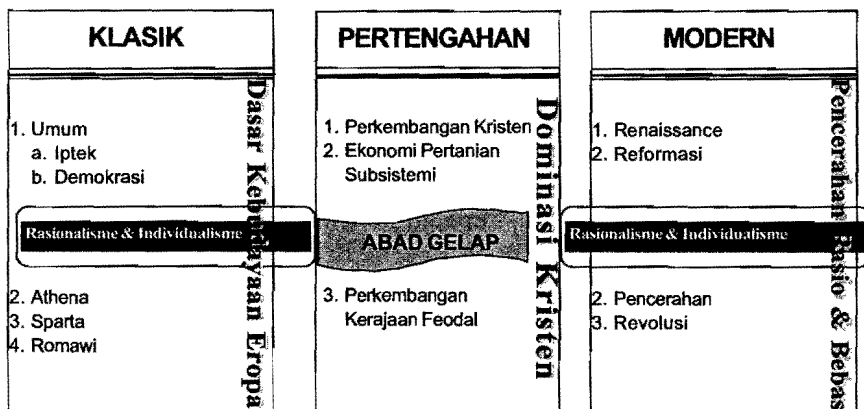 KLASIK
1. Umum
a. Iptek
b. Demokrasi
Rasionalisme & Individualisme
2. Athena
3. Sparta
4. Romawi
Dasar Kebudayaan Eropa
PERTENGAHAN
1. Perkembangan Kristen
2. Ekonomi Pertanian
Subsistemi
ABAD GELAP
3. Perkembangan
Kerajaan Feodal
Dominasi Kristen
MODERN
1. Renaissance
2. Reformasi
Rasionalisme & Individualisme
2. Pencerahan
3. Revolusi
Pencerahan Rasio & Bebas